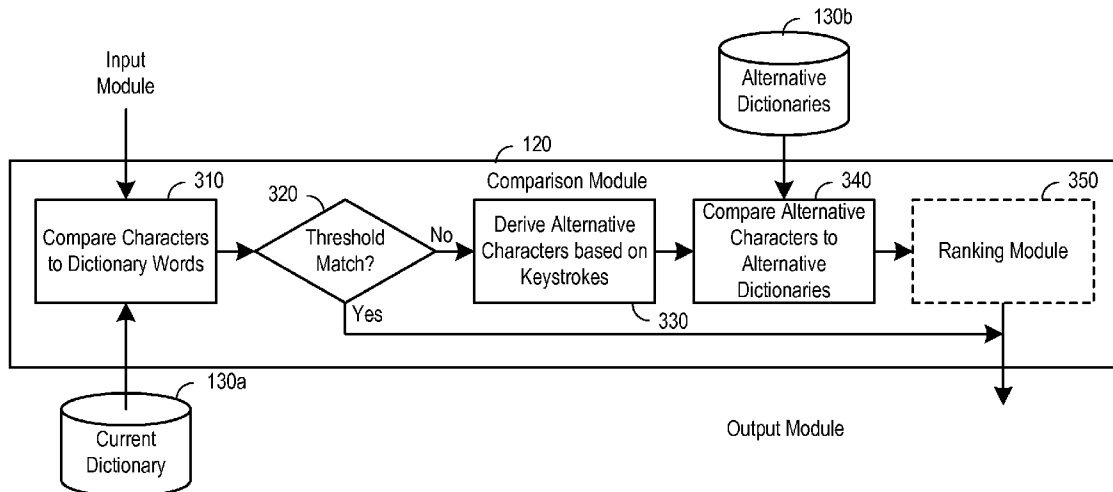 130b
Alternative
Dictionaries
Input
Module
120
Comparison Module
310
Compare Characters
to Dictionary Words
320
Threshold
Match?
No
Yes
Derive Alternative
Characters based on
Keystrokes
330
340
Compare Alternative
Characters to
Alternative
Dictionaries
350
Ranking Module
130a
Current
Dictionary
Output Module